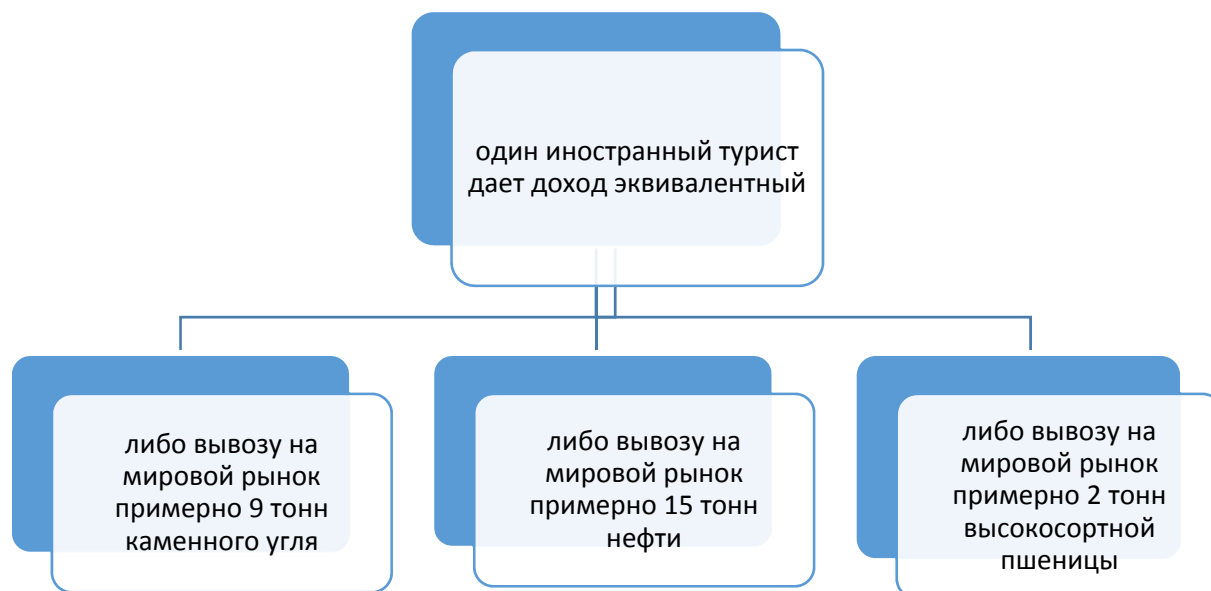 один иностранный турист
дает доход эквивалентный
либо вывозу на
мировой рынок
примерно 9 тонн
каменного угля
либо вывозу на
мировой рынок
примерно 15 тонн
нефти
либо вывозу на
мировой рынок
примерно 2 тонн
высокосортной
пшеницы